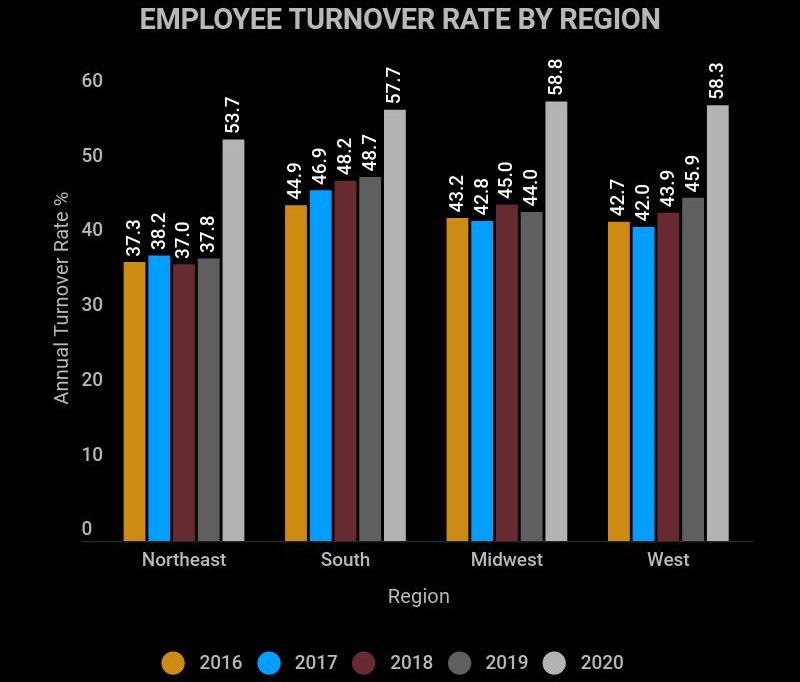 EMPLOYEE TURNOVER RATE BY REGION
Annual Turnover Rate %
60
50
40
30
20
10
0
37.3 38.2 37.0 37.8 53.7
44.9 46.9 48.2 48.7 57.7
43.2 42.8 45.0 44.0 58.8
42.7 42.0 43.9 45.9 58.3
Northeast South Midwest West
Region
2016 2017 2018 2019 2020